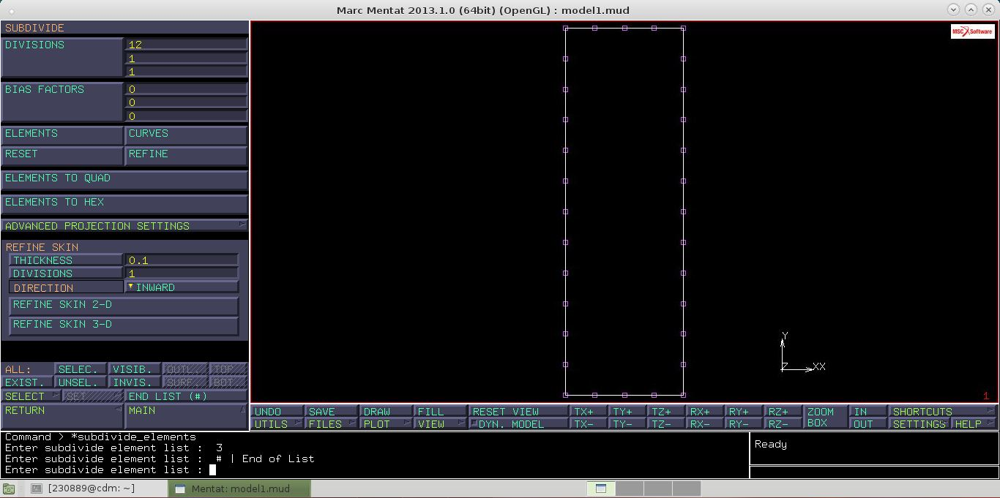 Marc Mentat 2013.1.0 (64bit) (OpenGL) : model1.mud
SUBDIVIDE
DIVISIONS 12
1
1
BIAS FACTORS 0
0
0
ELEMENTS CURVES
RESET REFINE
ELEMENTS TO QUAD
ELEMENTS TO HEX
ADVANCED PROJECTION SETTINGS
REFINE SKIN
THICKNESS 0.1
DIVISIONS 1
DIRECTION INWARD
REFINE SKIN 2-D
REFINE SKIN 3-D
ALL: SELEC. VISIB. OUTL. TOP
EXIST. UNSEL. INVIS. SURF. BOT.
SELECT SET END LIST (#)
RETURN MAIN
MSC Software
Y
Z XX
1
UNDO SAVE DRAW FILL RESET VIEW TX+ TY+ TZ+ RX+ RY+ RZ+ ZOOM IN SHORTCUTS
UTILS FILES PLOT VIEW DYN. MODEL TX- TY- TZ- RX- RY- RZ- BOX OUT SETTINGS HELP
Command > *subdivide_elements
Enter subdivide element list : 3
Enter subdivide element list : # | End of List
Enter subdivide element list :
Ready
[230889@cdm: ~] Mentat: model1.mud